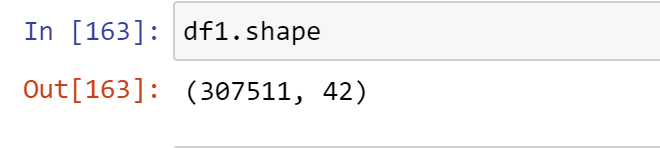 In [163]: df1.shape
Out[163]: (307511, 42)